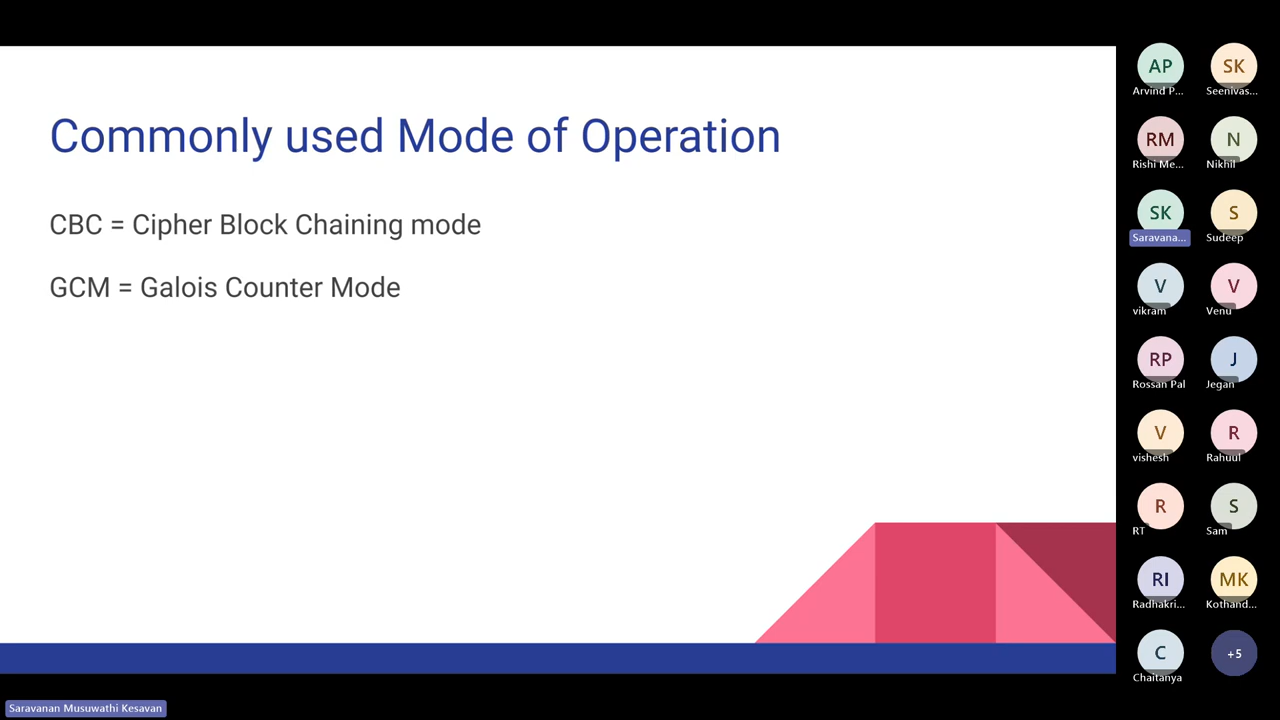 Commonly used Mode of Operation
CBC = Cipher Block Chaining mode
GCM = Galois Counter Mode
AP
Arvind P...
SK
Seenivas...
RM
Rishi Me...
N
Nikhil
SK
Saravana...
S
Sudeep
V
vikram
V
Venu
RP
Rossan Pal
J
Jegan
V
vishesh
R
Rahuul
R
RT
S
Sam
RI
Radhakri...
MK
Kothand...
C
Chaitanya
+5
Saravanan Musuwathi Kesavan